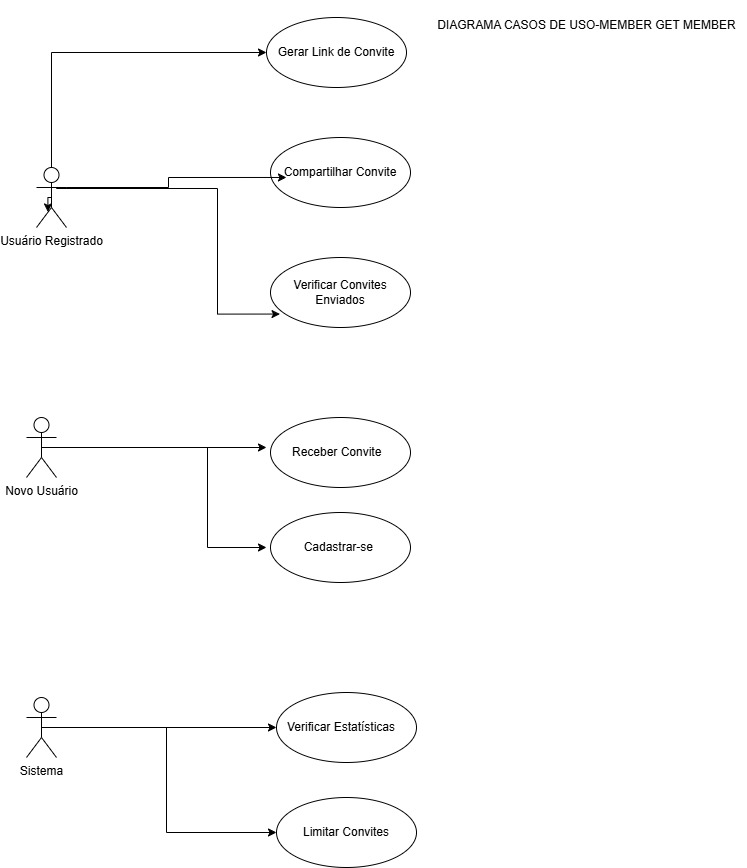 DIAGRAMA CASOS DE USO-MEMBER GET MEMBER
Gerar Link de Convite
Compartilhar Convite
Usuário Registrado
Verificar Convites
Enviados
Receber Convite
Novo Usuário
Cadastrar-se
Verificar Estatísticas
Sistema
Limitar Convites